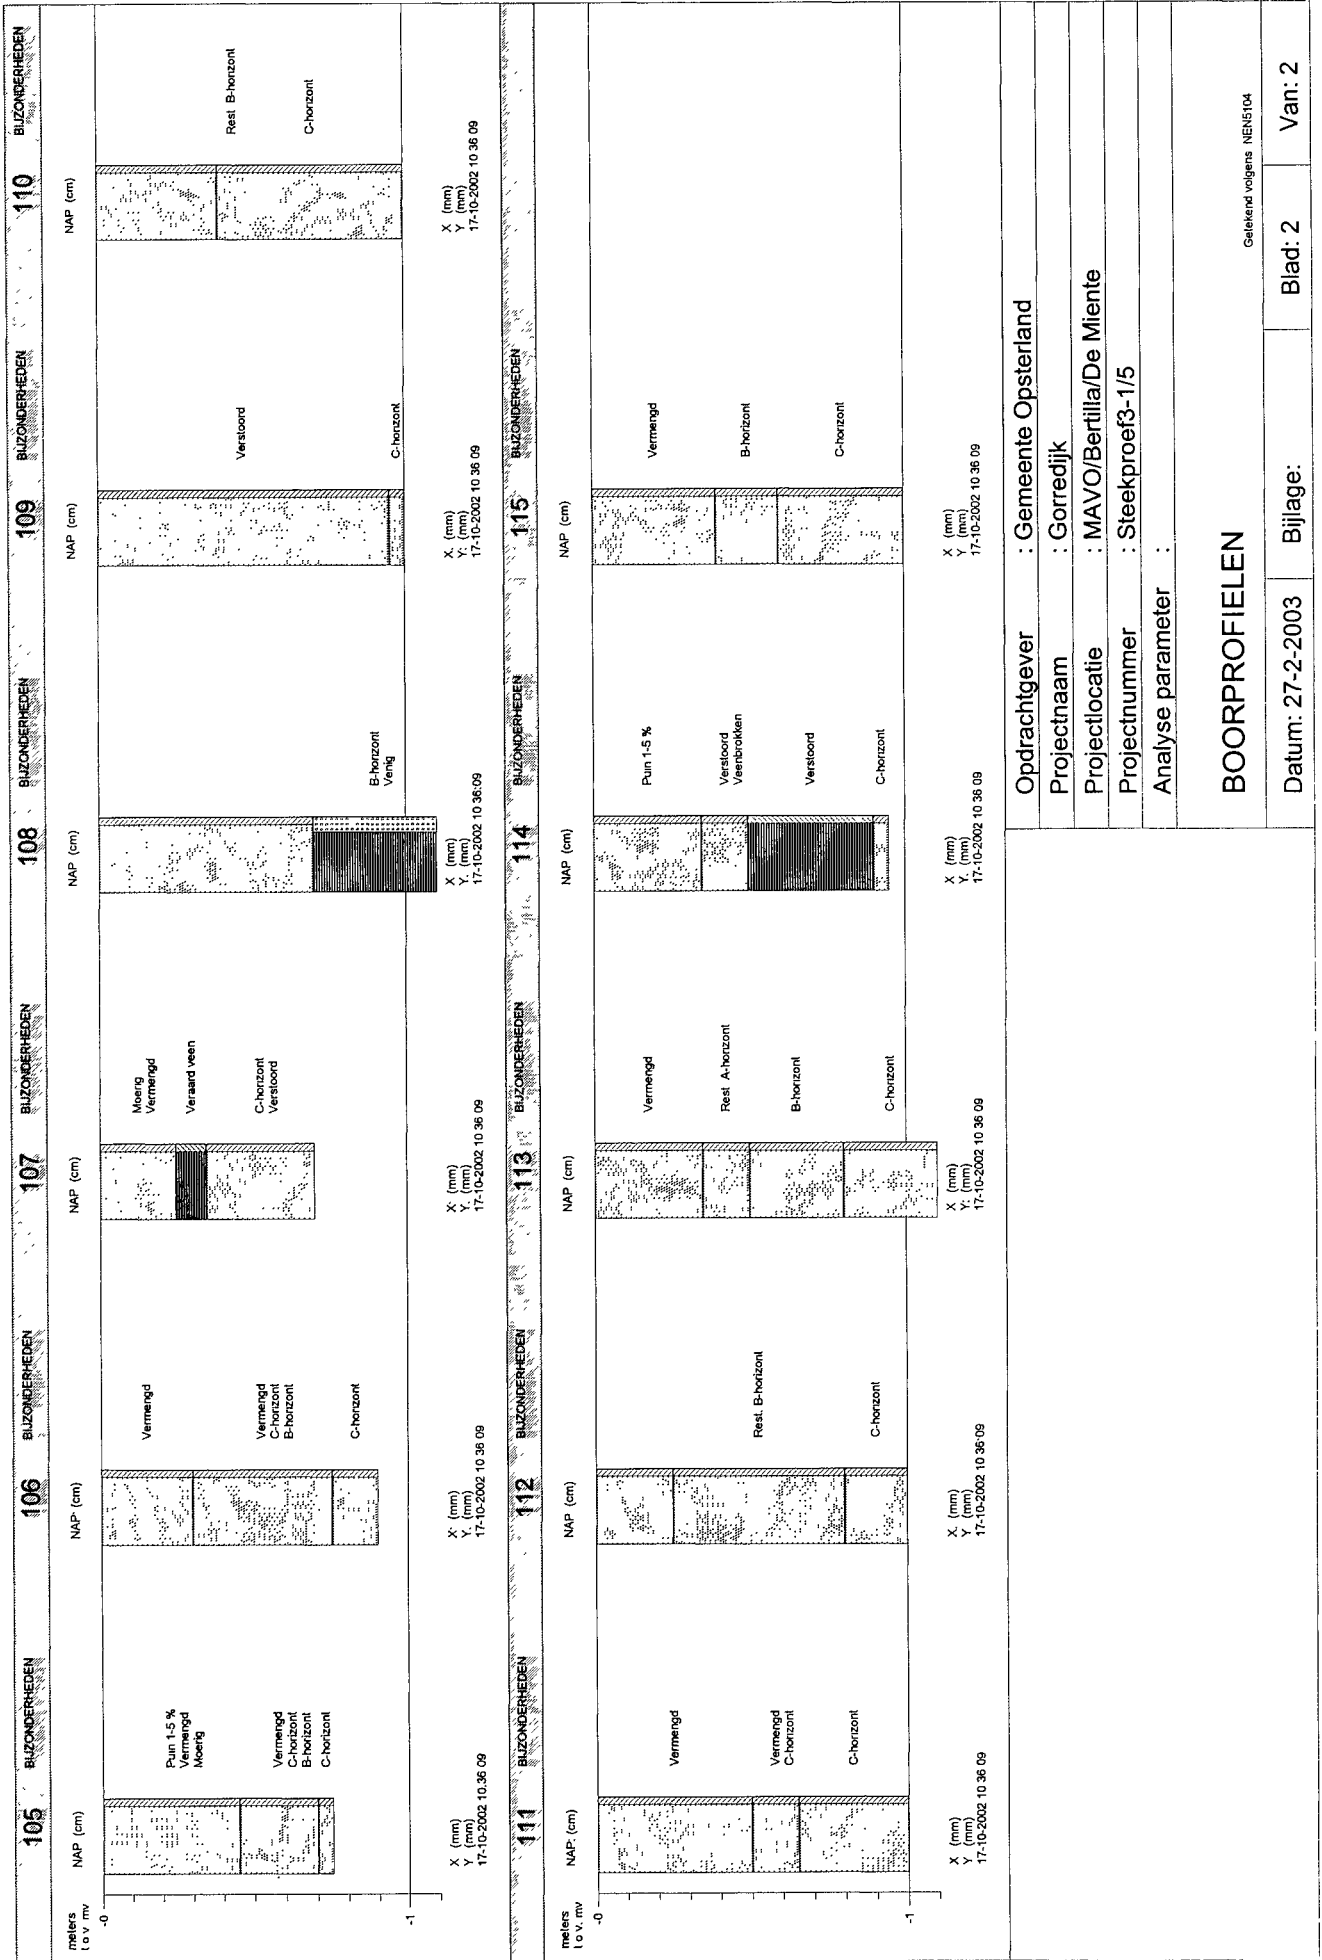 105 BIJZONDERHEDEN 106 BIJZONDERHEDEN 107 BIJZONDERHEDEN 108 BIJZONDERHEDEN 109 BIJZONDERHEDEN 110 BIJZONDERHEDEN
meters
t o v mv
-0
-1
NAP (cm)
Puin 1-5 %
Vermengd
Moerig
Vermengd
C-horizont
B-horizont
C-horizont
X (mm)
Y (mm)
17-10-2002 10.36 09
NAP (cm)
Vermengd
Vermengd
C-horizont
B-horizont
C-horizont
X (mm)
Y. (mm)
17-10-2002 10 36 09
NAP (cm)
Moerig
Vermengd
Veraard veen
C-horizont
Verstoord
X (mm)
Y: (mm)
17-10-2002 10 36 09
NAP (cm)
B-horizont
Venig
X (mm)
Y. (mm)
17-10-2002 10 36:09
NAP (cm)
Verstoord
C-horizont
X. (mm)
Y: (mm)
17-10-2002 10 36 09
NAP (cm)
Rest B-horizont
C-horizont
X (mm)
Y (mm)
17-10-2002 10 36 09
111 BIJZONDERHEDEN 112 BIJZONDERHEDEN 113 BIJZONDERHEDEN 114 BIJZONDERHEDEN 115 BIJZONDERHEDEN
meters
t o v. mv
-0
-1
NAP: (cm)
Vermengd
Vermengd
C-horizont
C-horizont
X (mm)
Y (mm)
17-10-2002 10 36 09
NAP (cm)
Rest. B-horizont
C-horizont
X (mm)
Y. (mm)
17-10-2002 10 36·09
NAP (cm)
Vermengd
Rest A-horizont
B-horizont
C-horizont
X (mm)
Y: (mm)
17-10-2002 10 36 09
NAP (cm)
Puin 1-5 %
Verstoord
Veenbrokken
Verstoord
C-horizont
X (mm)
Y. (mm)
17-10-2002 10 36 09
NAP (cm)
Vermengd
B-horizont
C-horizont
X (mm)
Y (mm)
17-10-2002 10 36 09
Opdrachtgever : Gemeente Opsterland
Projectnaam : Gorredijk
Projectlocatie : MAVO/Bertilla/De Miente
Projectnummer : Steekproef3-1/5
Analyse parameter :
BOORPROFIELEN
Getekend volgens NEN5104
Datum: 27-2-2003 Bijlage: Blad: 2 Van: 2